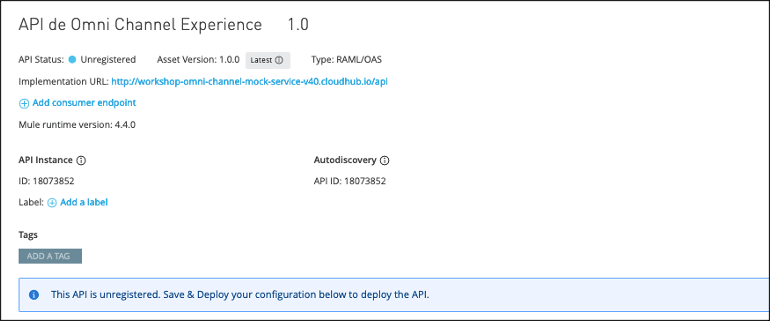 API de Omni Channel Experience 1.0
API Status: Unregistered Asset Version: 1.0.0 Latest Type: RAML/OAS
Implementation URL: http://workshop-omni-channel-mock-service-v40.cloudhub.io/api
Add consumer endpoint
Mule runtime version: 4.4.0
API Instance Autodiscovery
ID: 18073852 API ID: 18073852
Label: Add a label
Tags
ADD A TAG
This API is unregistered. Save & Deploy your configuration below to deploy the API.